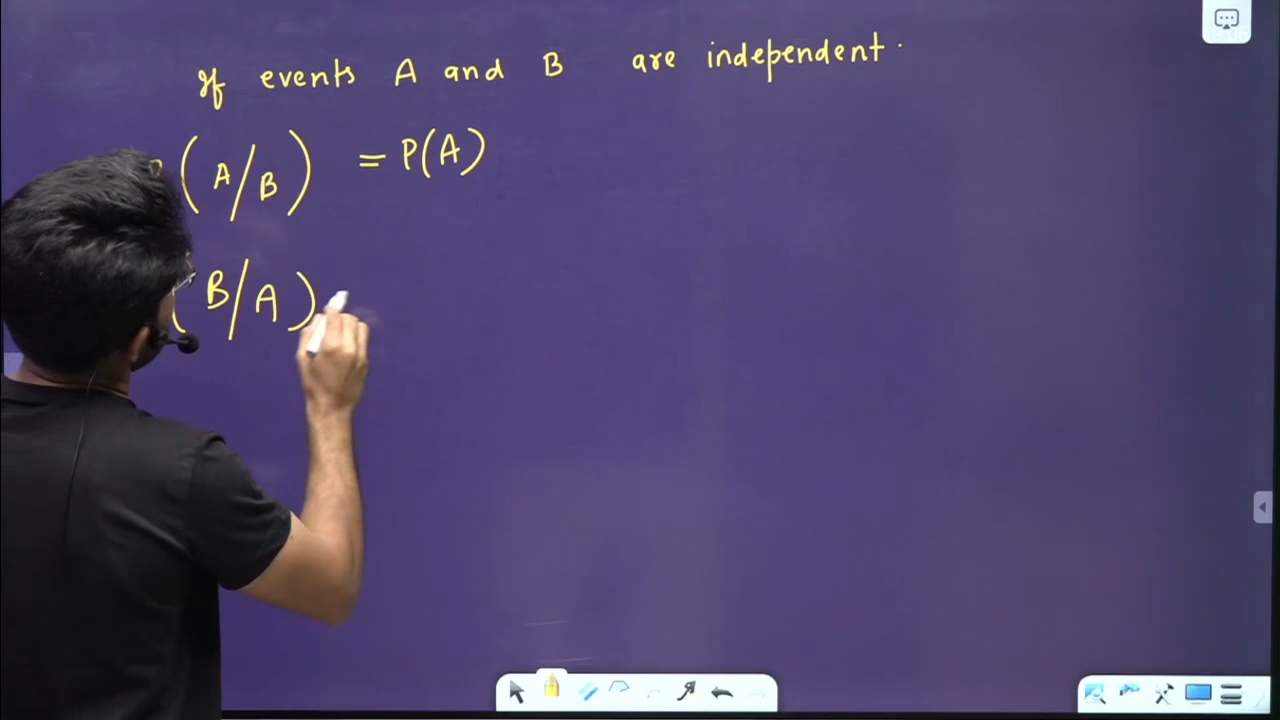 If events A and B are independent.
P(A/B) = P(A)
(B/A)